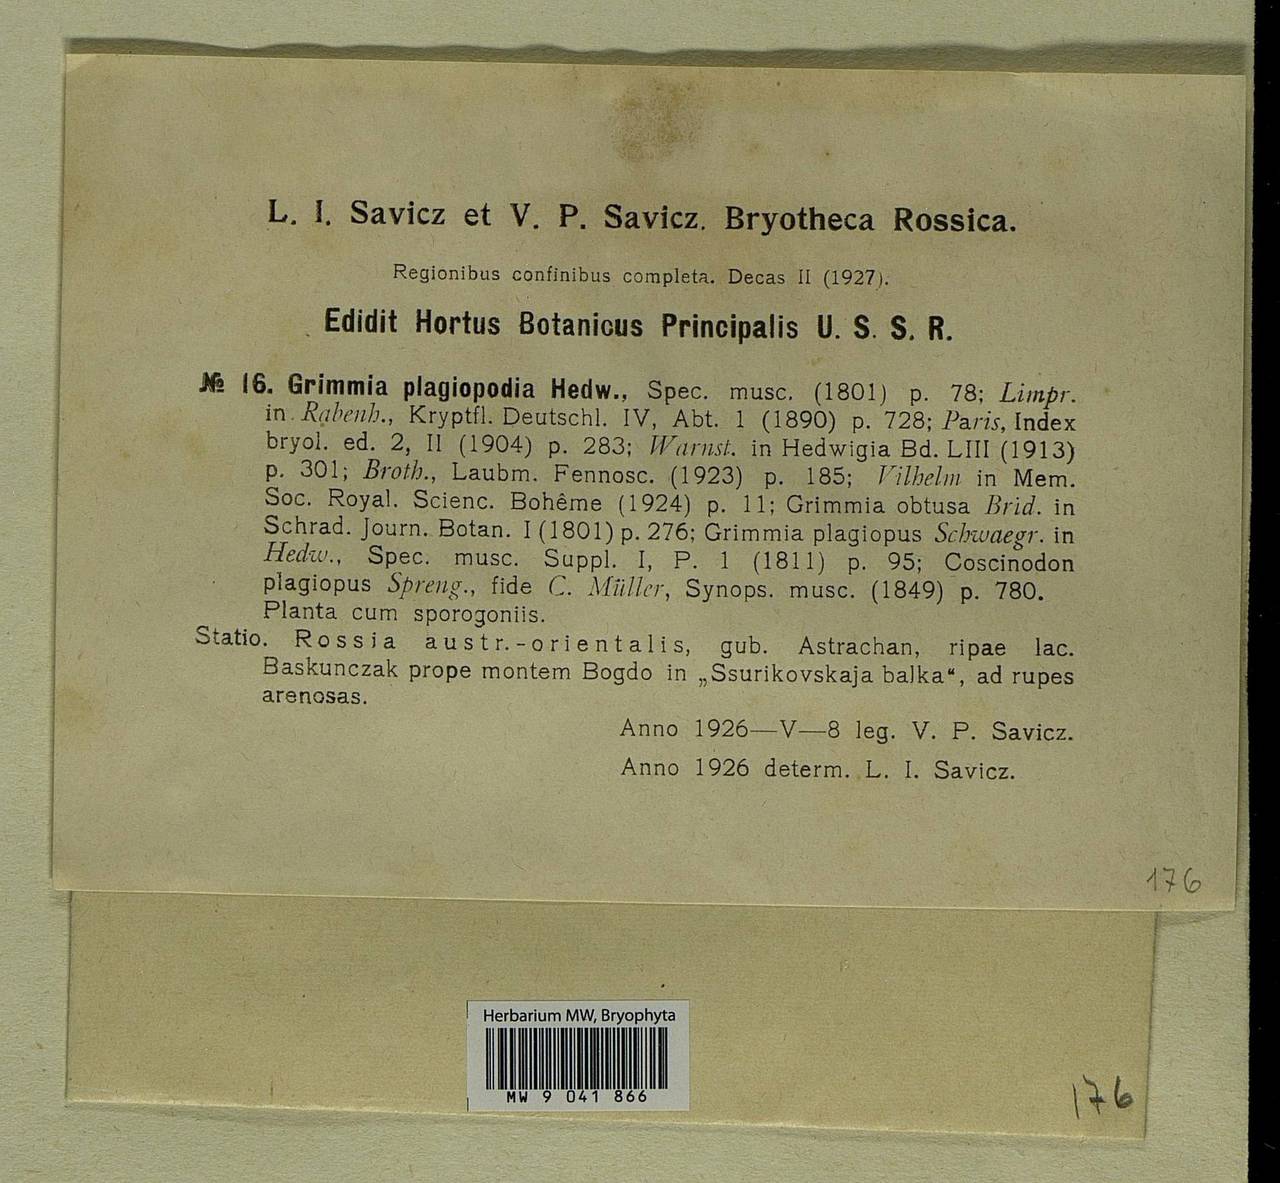 L. I. Savicz et V. P. Savicz. Bryotheca Rossica.
Regionibus confinibus completa. Decas II (1927).
Edidit Hortus Botanicus Principalis U. S. S. R.
№ 16. Grimmia plagiopodia Hedw., Spec. musc. (1801) p. 78; Limpr.
in Rabenh., Kryptfl. Deutschl. IV, Abt. 1 (1890) p. 728; Paris, Index
bryol. ed. 2, II (1904) p. 283; Warnst. in Hedwigia Bd. LIII (1913)
p. 301; Broth., Laubm. Fennosc. (1923) p. 185; Vilhelm in Mem.
Soc. Royal. Scienc. Bohême (1924) p. 11; Grimmia obtusa Brid. in
Schrad. Journ. Botan. I (1801) p. 276; Grimmia plagiopus Schwaegr. in
Hedw., Spec. musc. Suppl. I, P. 1 (1811) p. 95; Coscinodon
plagiopus Spreng., fide C. Müller, Synops. musc. (1849) p. 780.
Planta cum sporogoniis.
Statio. Rossia austr.-orientalis, gub. Astrachan, ripae lac.
Baskunczak prope montem Bogdo in „Ssurikovskaja balka“, ad rupes
arenosas.
Anno 1926—V—8 leg. V. P. Savicz.
Anno 1926 determ. L. I. Savicz.
176
Herbarium MW, Bryophyta
MW 9 041 866
176